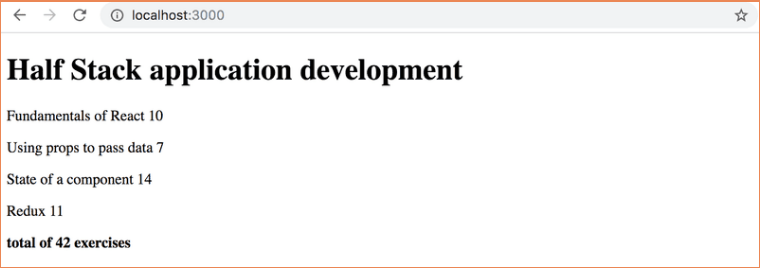 localhost:3000
Half Stack application development
Fundamentals of React 10
Using props to pass data 7
State of a component 14
Redux 11
total of 42 exercises